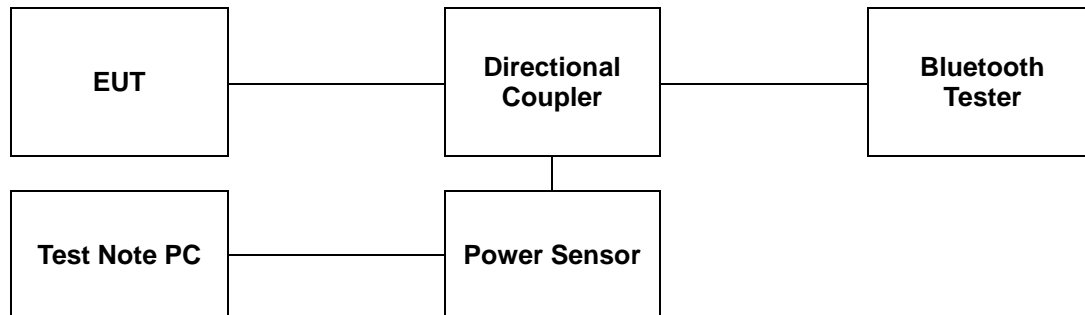 EUT
Directional
Coupler
Bluetooth
Tester
Test Note PC
Power Sensor